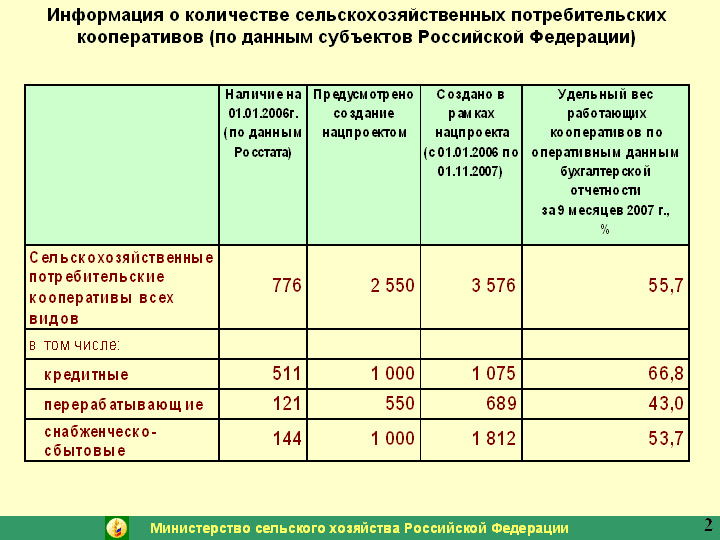 Информация о количестве сельскохозяйственных потребительских
кооперативов (по данным субъектов Российской Федерации)
Наличие на
01.01.2006г.
(по данным
Росстата)
Предусмотрено
создание
нацпроектом
Создано в
рамках
нацпроекта
(с 01.01.2006 по
01.11.2007)
Удельный вес
работающих
кооперативов по
оперативным данным
бухгалтерской
отчетности
за 9 месяцев 2007 г.,
%
Сельскохозяйственные
потребительские
кооперативы всех
видов
776 2 550 3 576 55,7
в том числе:
кредитные 511 1 000 1 075 66,8
перерабатывающие 121 550 689 43,0
снабженческо-
сбытовые
144 1 000 1 812 53,7
Министерство сельского хозяйства Российской Федерации 2